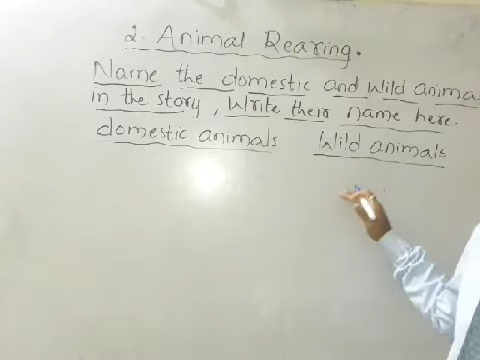 2. Animal Rearing.
Name the domestic and wild animal
in the story, Write their name here.
domestic animals Wild animals